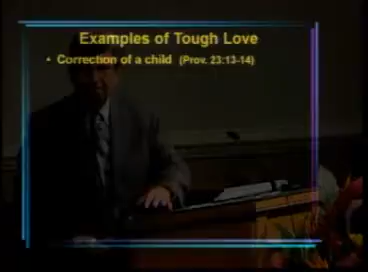 Examples of Tough Love
• Correction of a child (Prov. 23:13-14)